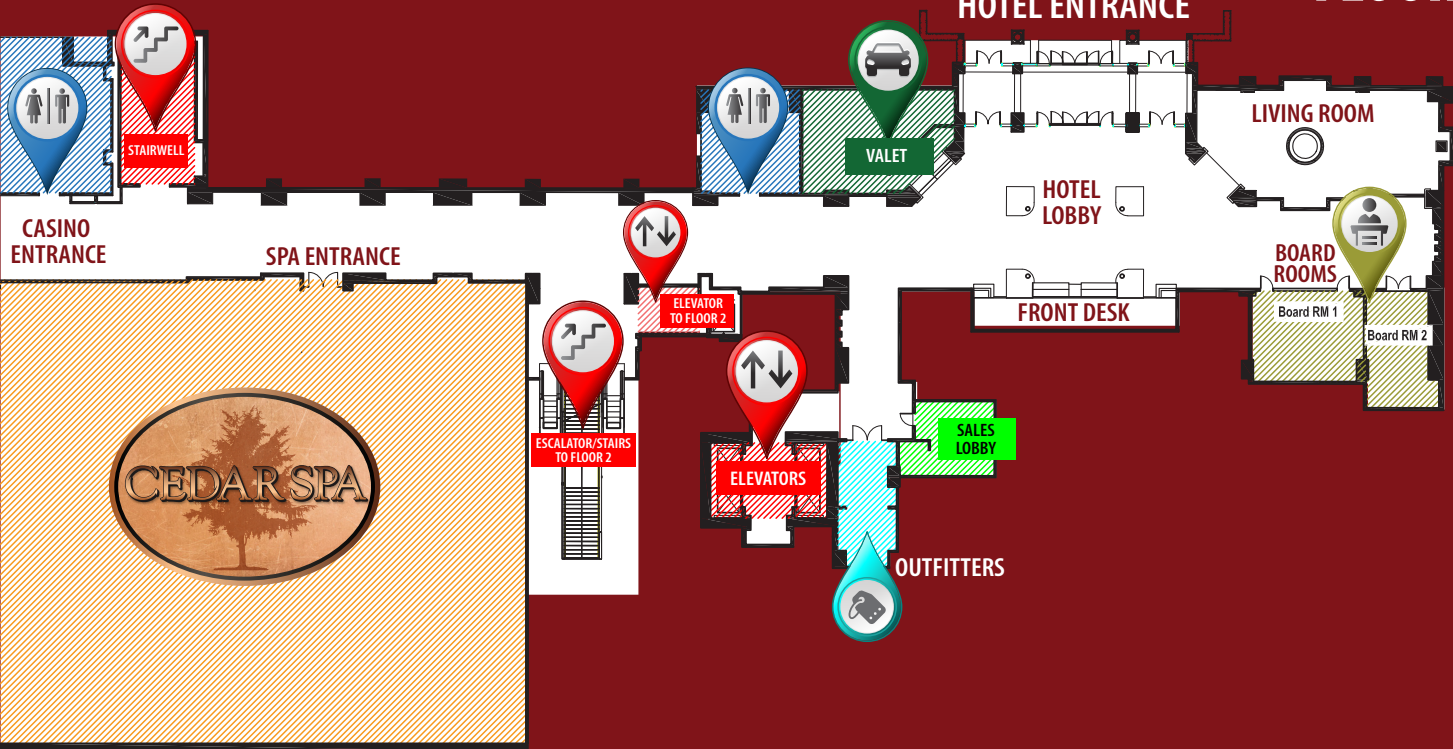 HOTEL ENTRANCE
STAIRWELL
VALET
LIVING ROOM
HOTEL
LOBBY
CASINO
ENTRANCE
SPA ENTRANCE
BOARD
ROOMS
ELEVATOR
TO FLOOR 2
FRONT DESK
Board RM 1
Board RM 2
ESCALATOR/STAIRS
TO FLOOR 2
SALES
LOBBY
CEDAR SPA
ELEVATORS
OUTFITTERS